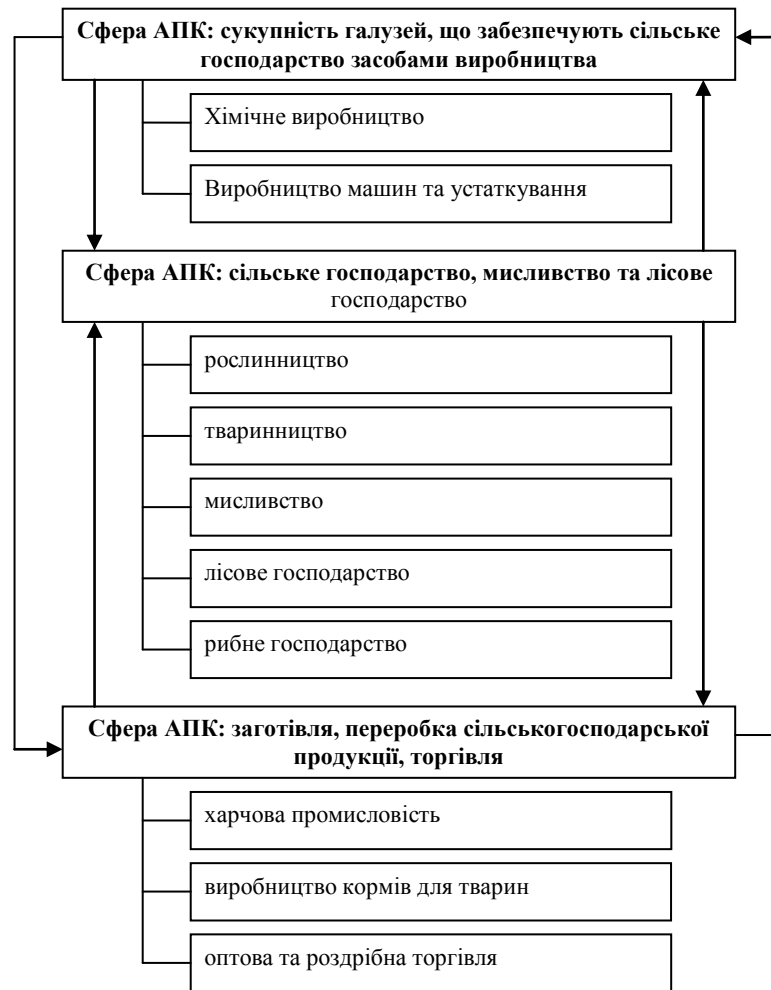 Сфера АПК: сукупність галузей, що забезпечують сільське
господарство засобами виробництва
Хімічне виробництво
Виробництво машин та устаткування
Сфера АПК: сільське господарство, мисливство та лісове
господарство
рослинництво
тваринництво
мисливство
лісове господарство
рибне господарство
Сфера АПК: заготівля, переробка сільськогосподарської
продукції, торгівля
харчова промисловість
виробництво кормів для тварин
оптова та роздрібна торгівля